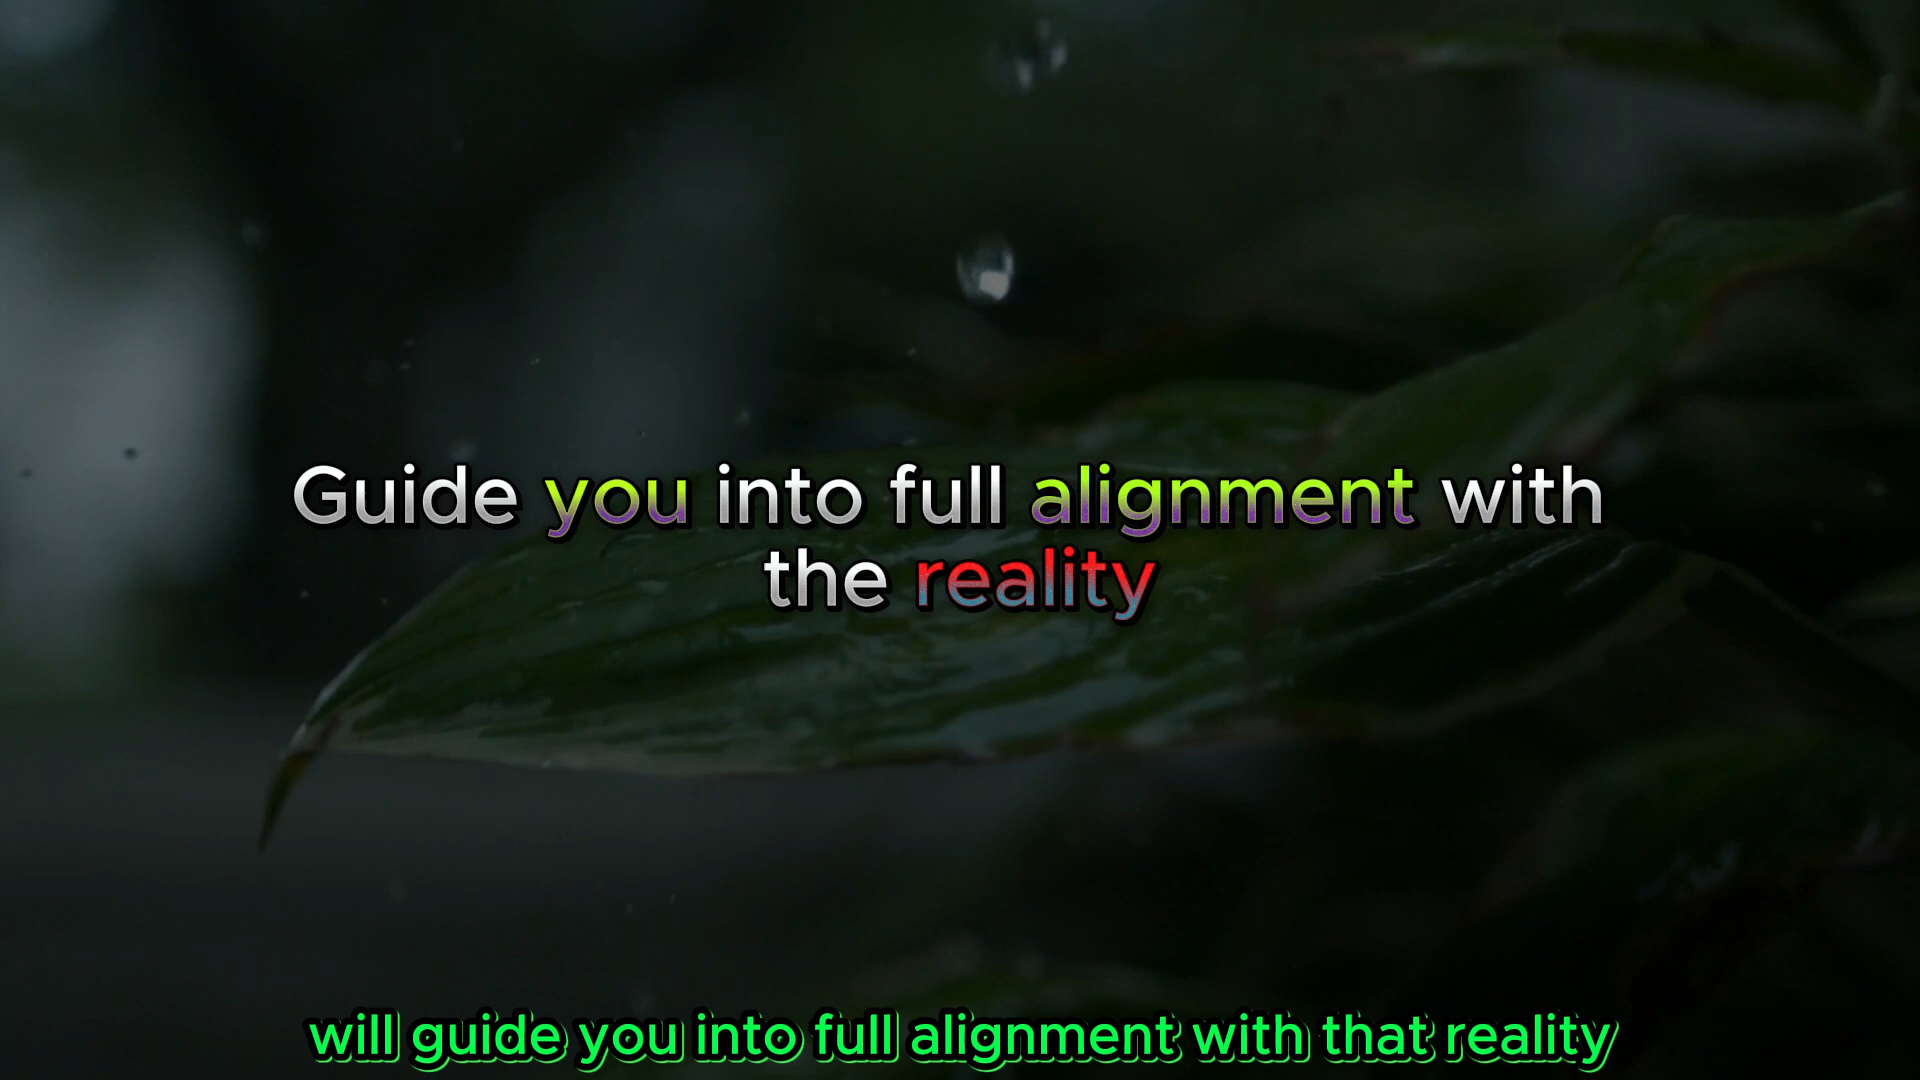 Guide you into full alignment with
the reality
will guide you into full alignment with that reality